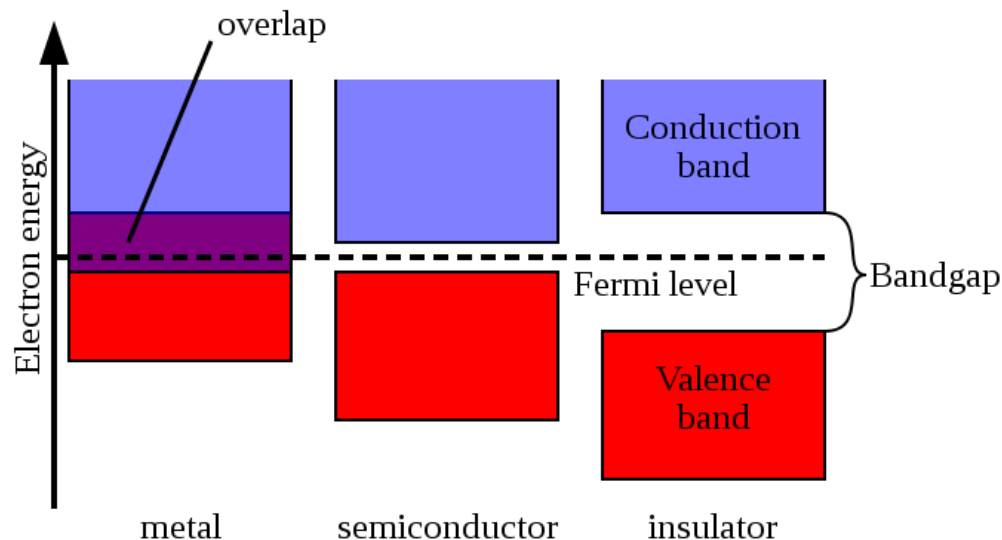 overlap
Electron energy
Conduction
band
Bandgap
Fermi level
Valence
band
metal
semiconductor
insulator